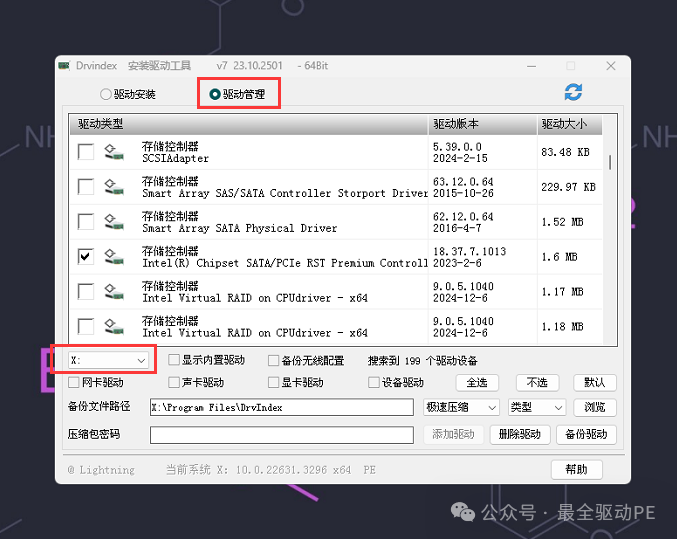 NH
NH
Drvindex 安装驱动工具 v7 23.10.2501 - 64Bit
驱动安装 驱动管理
驱动类型 驱动版本 驱动大小
存储控制器 5.39.0.0 83.48 KB
SCSIAdapter 2024-2-15
存储控制器 63.12.0.64 229.97 KB
Smart Array SAS/SATA Controller Storport Driver 2015-10-26
存储控制器 62.12.0.64 1.52 MB
Smart Array SATA Physical Driver 2016-4-7
存储控制器 18.37.7.1013 1.6 MB
Intel(R) Chipset SATA/PCIe RST Premium Controll 2023-2-6
存储控制器 9.0.5.1040 1.17 MB
Intel Virtual RAID on CPUdriver - x64 2024-12-6
存储控制器 9.0.5.1040 1.18 MB
Intel Virtual RAID on CPUdriver - x64 2024-12-6
X: 显示内置驱动 备份无线配置 搜索到 199 个驱动设备
网卡驱动 声卡驱动 显卡驱动 设备驱动 全选 不选 默认
备份文件路径 X:\Program Files\DrvIndex 极速压缩 类型 浏览
压缩包密码 添加驱动 删除驱动 备份驱动
@ Lightning 当前系统 X: 10.0.22631.3296 x64 PE 帮助
公众号 · 最全驱动PE